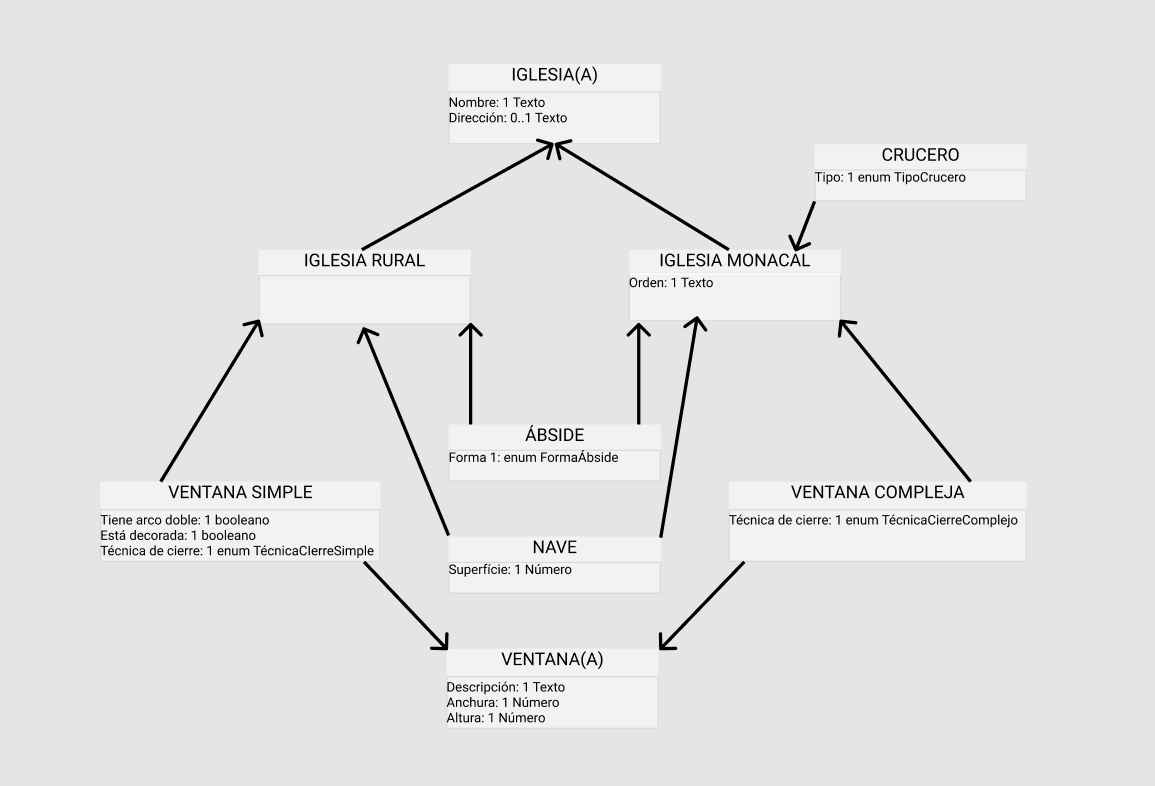 IGLESIA(A)
Nombre: 1 Texto
Dirección: 0..1 Texto
CRUCERO
Tipo: 1 enum TipoCrucero
IGLESIA RURAL
IGLESIA MONACAL
Orden: 1 Texto
ÁBSIDE
Forma 1: enum FormaÁbside
VENTANA SIMPLE
Tiene arco doble: 1 booleano
Está decorada: 1 booleano
Técnica de cierre: 1 enum TécnicaCIerreSimple
VENTANA COMPLEJA
Técnica de cierre: 1 enum TécnicaCierreComplejo
NAVE
Superfície: 1 Número
VENTANA(A)
Descripción: 1 Texto
Anchura: 1 Número
Altura: 1 Número